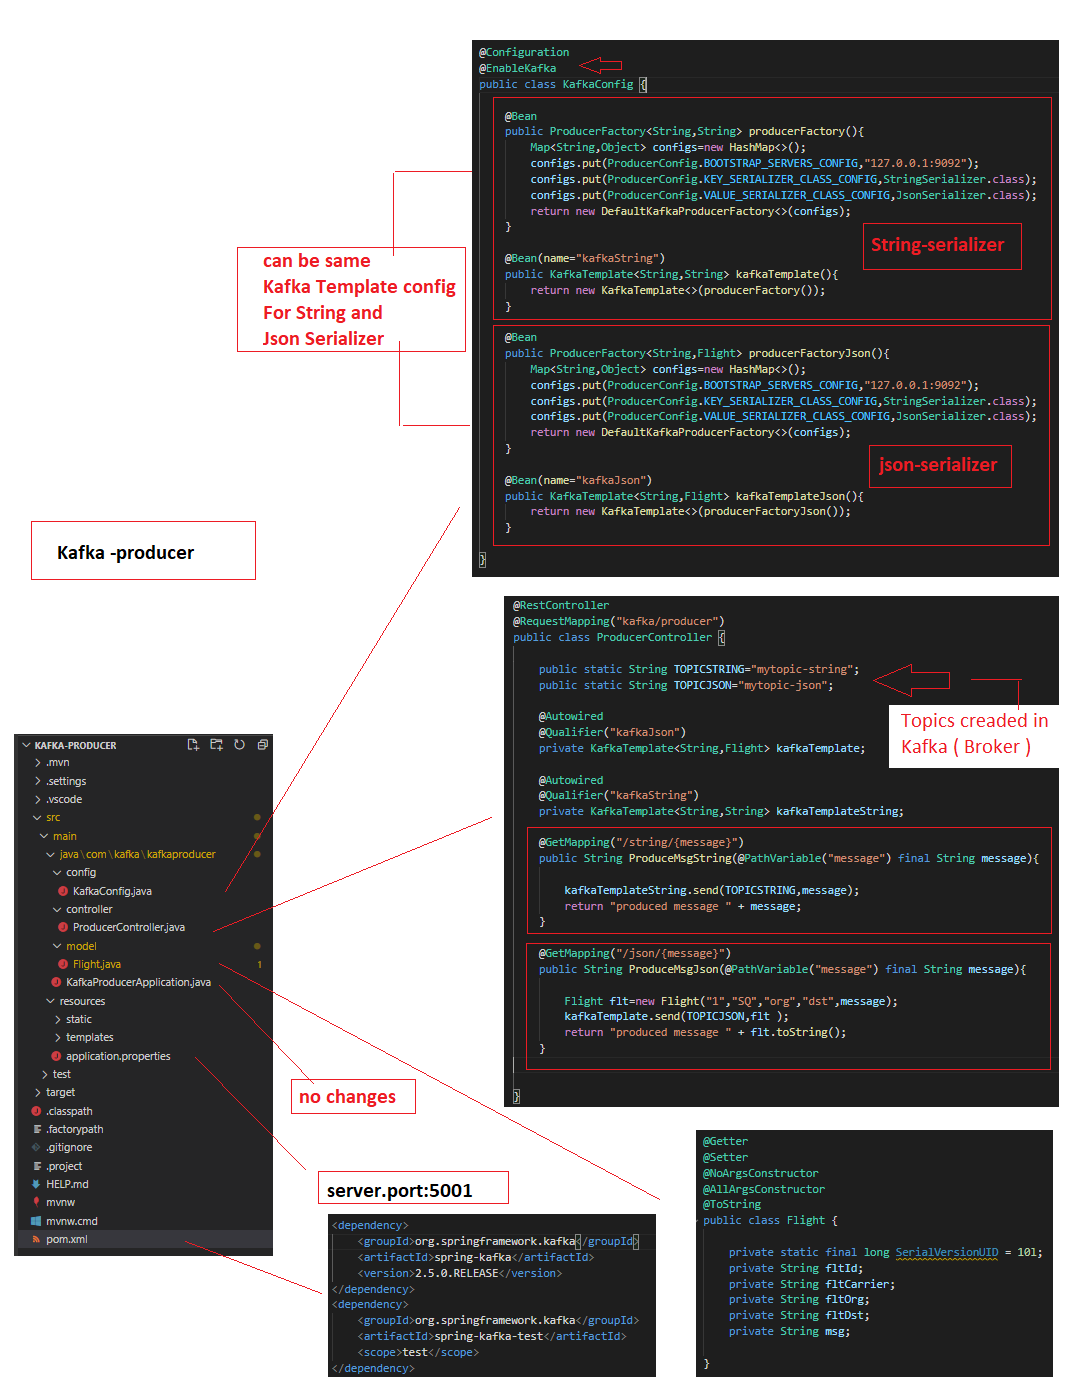 @Configuration
@EnableKafka
public class KafkaConfig {
@Bean
public ProducerFactory<String,String> producerFactory(){
Map<String,Object> configs=new HashMap<>();
configs.put(ProducerConfig.BOOTSTRAP_SERVERS_CONFIG,"127.0.0.1:9092");
configs.put(ProducerConfig.KEY_SERIALIZER_CLASS_CONFIG,StringSerializer.class);
configs.put(ProducerConfig.VALUE_SERIALIZER_CLASS_CONFIG,JsonSerializer.class);
return new DefaultKafkaProducerFactory<>(configs);
}
String-serializer
@Bean(name="kafkaString")
public KafkaTemplate<String,String> kafkaTemplate(){
return new KafkaTemplate<>(producerFactory());
}
can be same
Kafka Template config
For String and
Json Serializer
@Bean
public ProducerFactory<String,Flight> producerFactoryJson(){
Map<String,Object> configs=new HashMap<>();
configs.put(ProducerConfig.BOOTSTRAP_SERVERS_CONFIG,"127.0.0.1:9092");
configs.put(ProducerConfig.KEY_SERIALIZER_CLASS_CONFIG,StringSerializer.class);
configs.put(ProducerConfig.VALUE_SERIALIZER_CLASS_CONFIG,JsonSerializer.class);
return new DefaultKafkaProducerFactory<>(configs);
}
json-serializer
@Bean(name="kafkaJson")
public KafkaTemplate<String,Flight> kafkaTemplateJson(){
return new KafkaTemplate<>(producerFactoryJson());
}
}
Kafka -producer
@RestController
@RequestMapping("kafka/producer")
public class ProducerController {
public static String TOPICSTRING="mytopic-string";
public static String TOPICJSON="mytopic-json";
Topics creaded in
Kafka ( Broker )
@Autowired
@Qualifier("kafkaJson")
private KafkaTemplate<String,Flight> kafkaTemplate;
@Autowired
@Qualifier("kafkaString")
private KafkaTemplate<String,String> kafkaTemplateString;
@GetMapping("/string/{message}")
public String ProduceMsgString(@PathVariable("message") final String message){
kafkaTemplateString.send(TOPICSTRING,message);
return "produced message " + message;
}
@GetMapping("/json/{message}")
public String ProduceMsgJson(@PathVariable("message") final String message){
Flight flt=new Flight("1","SQ","org","dst",message);
kafkaTemplate.send(TOPICJSON,flt );
return "produced message " + flt.toString();
}
}
KAFKA-PRODUCER
.mvn
.settings
.vscode
src
main
java\com\kafka\kafkaproducer
config
KafkaConfig.java
controller
ProducerController.java
model
Flight.java 1
KafkaProducerApplication.java
resources
static
templates
application.properties
test
target
.classpath
.factorypath
.gitignore
.project
HELP.md
mvnw
mvnw.cmd
pom.xml
no changes
server.port:5001
<dependency>
<groupId>org.springframework.kafka</groupId>
<artifactId>spring-kafka</artifactId>
<version>2.5.0.RELEASE</version>
</dependency>
<dependency>
<groupId>org.springframework.kafka</groupId>
<artifactId>spring-kafka-test</artifactId>
<scope>test</scope>
</dependency>
@Getter
@Setter
@NoArgsConstructor
@AllArgsConstructor
@ToString
public class Flight {
private static final long SerialVersionUID = 10l;
private String fltId;
private String fltCarrier;
private String fltOrg;
private String fltDst;
private String msg;
}